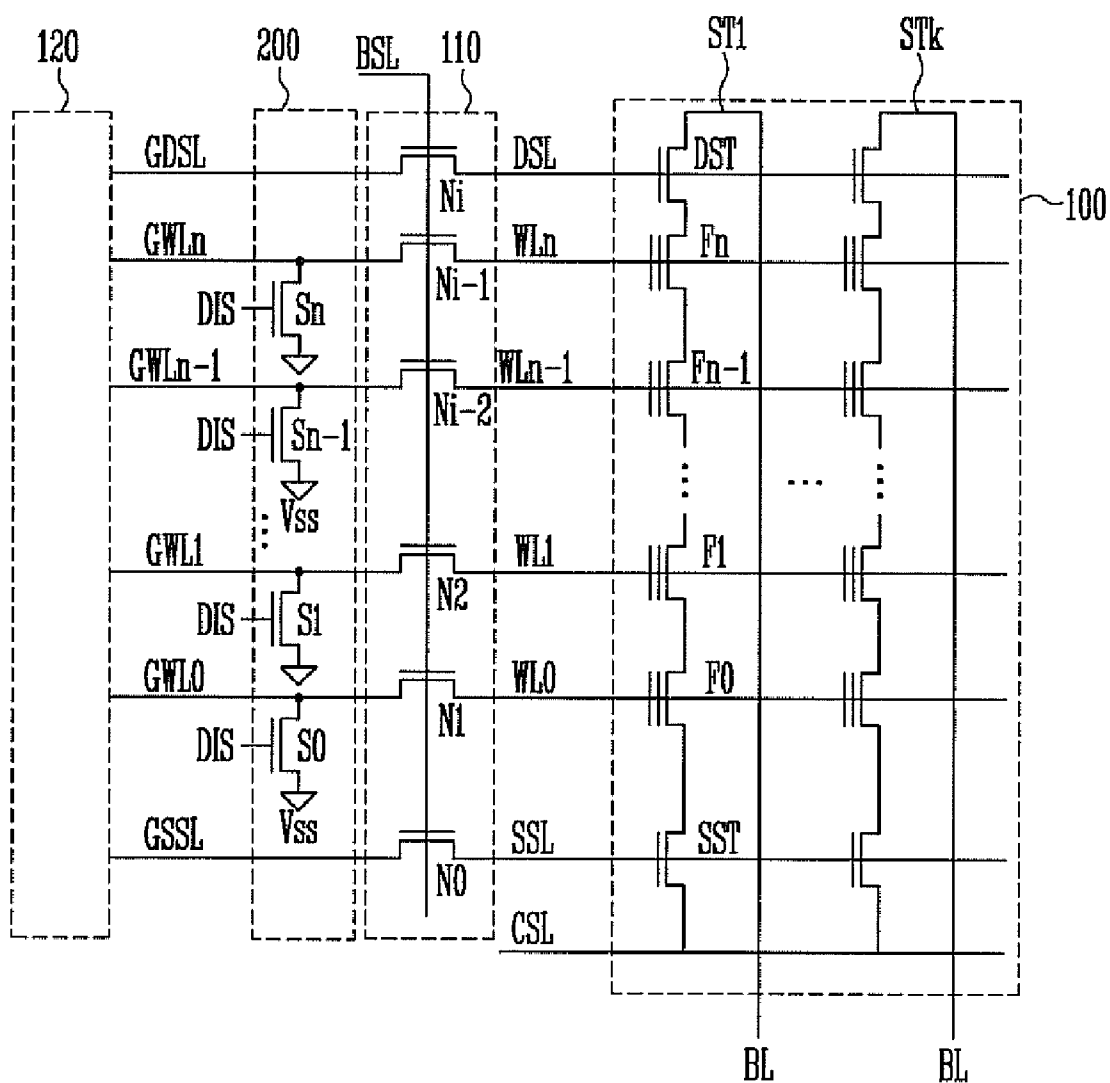 120 200 BSL 110 ST1 STk
GDSL DSL DST
Ni
100
GWLn WLn Fn
Ni-1
DIS Sn
GWLn-1 WLn-1 Fn-1
Ni-2
DIS Sn-1
Vss
GWL1 WL1 F1
N2
DIS S1
GWL0 WL0 F0
N1
DIS S0
Vss
GSSL SSL SST
N0
CSL
BL BL